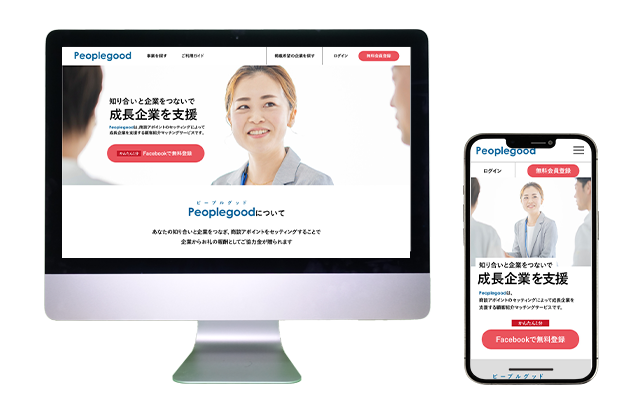 Peoplegood 事業を探す ご利用ガイド 掲載希望の企業を探す ログイン 無料会員登録
知り合いと企業をつないで
成長企業を支援
Peoplegoodは、商談アポイントのセッティングによって
成長企業を支援する顧客紹介マッチングサービスです。
かんたん1分 Facebookで無料登録
ピープルグッド
Peoplegoodについて
あなたの知り合いと企業をつなぎ、商談アポイントをセッティングすることで
企業からお礼の報酬としてご協力金が贈られます
Peoplegood
ログイン 無料会員登録
知り合いと企業をつないで
成長企業を支援
Peoplegoodは、
商談アポイントのセッティングによって成長企業を
支援する顧客紹介マッチングサービスです。
かんたん1分
Facebookで無料登録
ピープルグッド